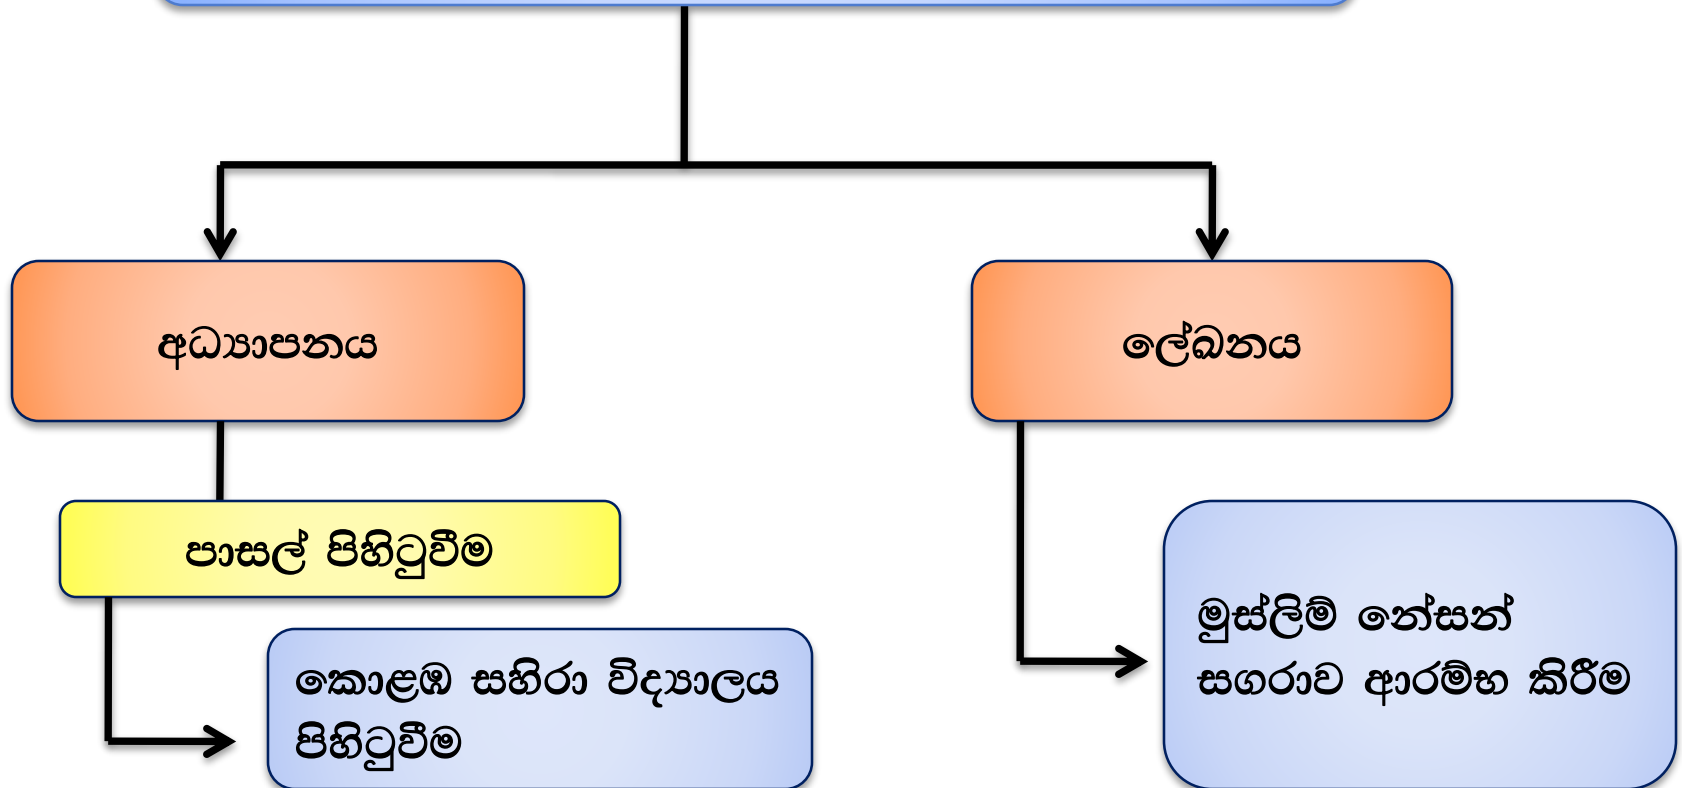 අධ්‍යාපනය
ලේඛනය
පාසල් පිහිටුවීම
කොළඹ සහිරා විද්‍යාලය
පිහිටුවීම
මුස්ලිම් නේසන්
සගරාව ආරම්භ කිරීම